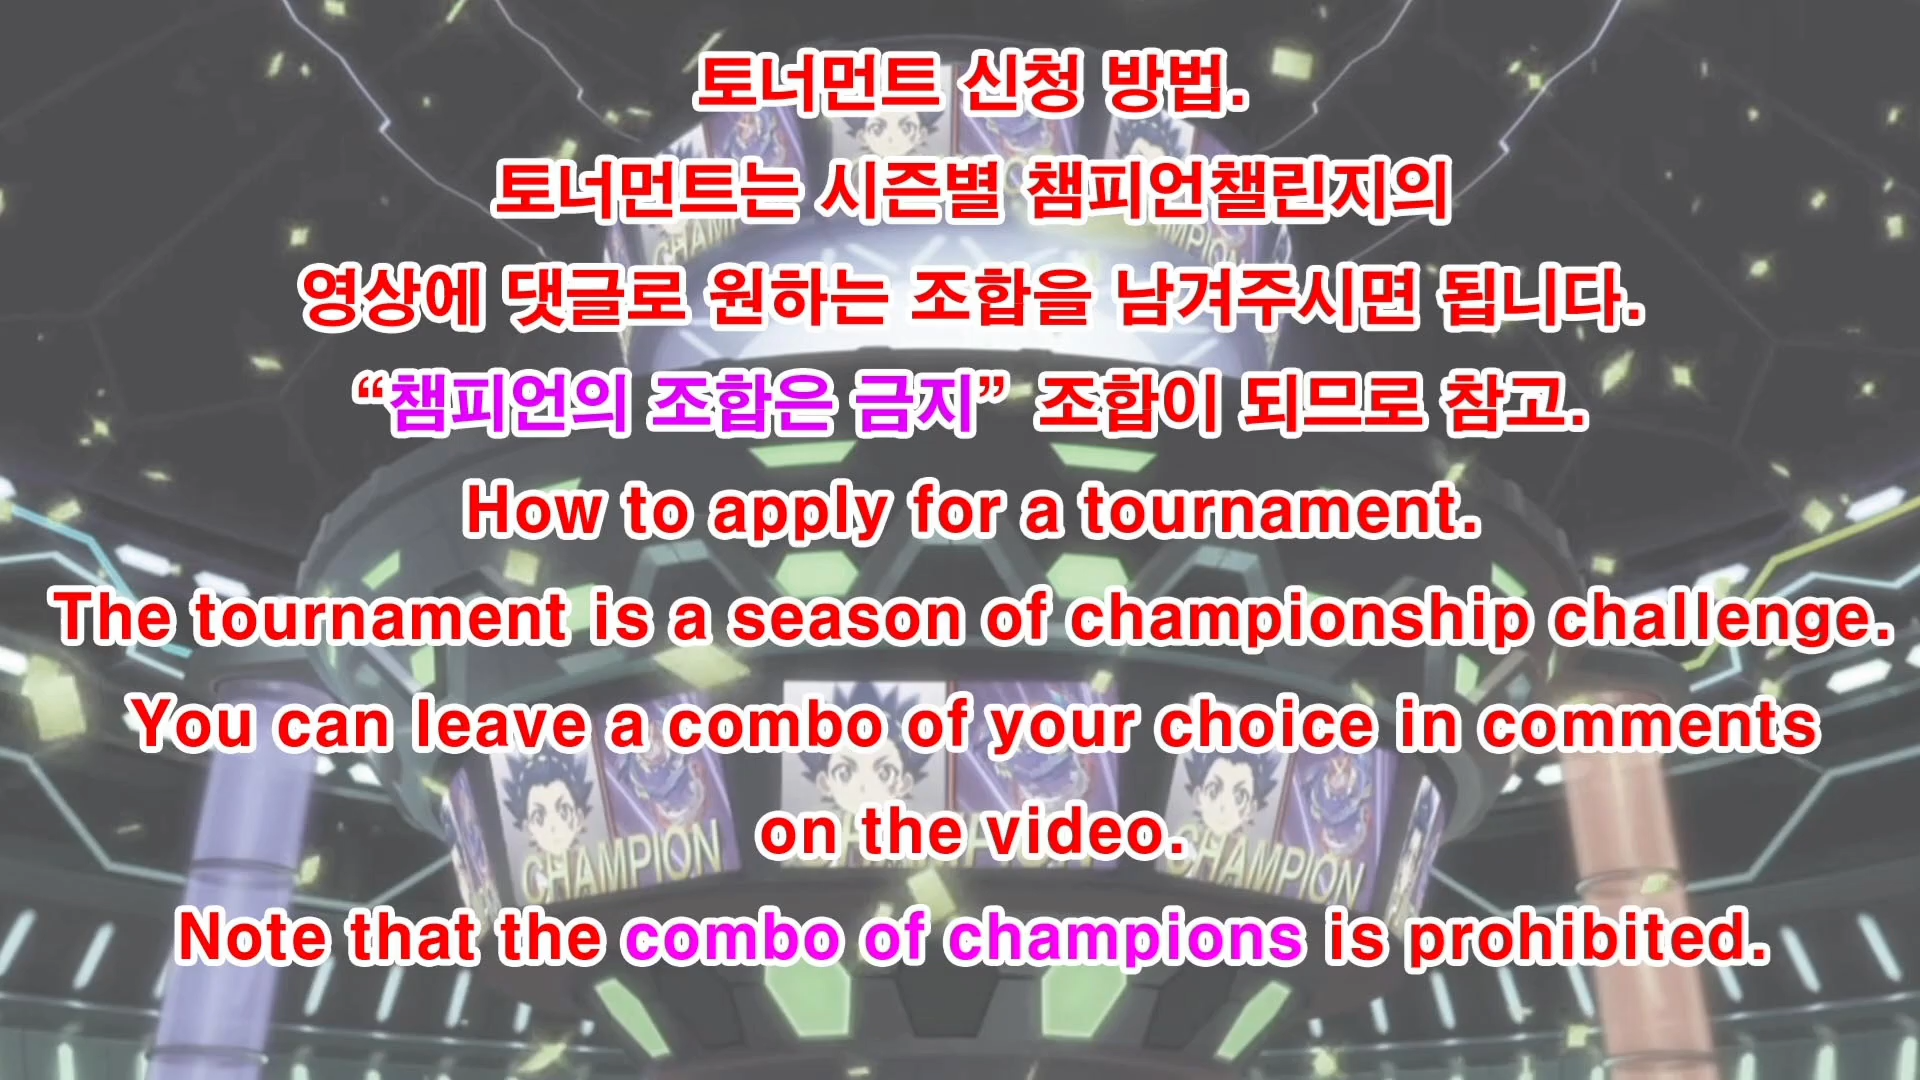 토너먼트 신청 방법.
토너먼트는 시즌별 챔피언챌린지의
영상에 댓글로 원하는 조합을 남겨주시면 됩니다.
“챔피언의 조합은 금지” 조합이 되므로 참고.
How to apply for a tournament.
The tournament is a season of championship challenge.
You can leave a combo of your choice in comments
on the video.
Note that the combo of champions is prohibited.
CHAMPION
CHAMPION